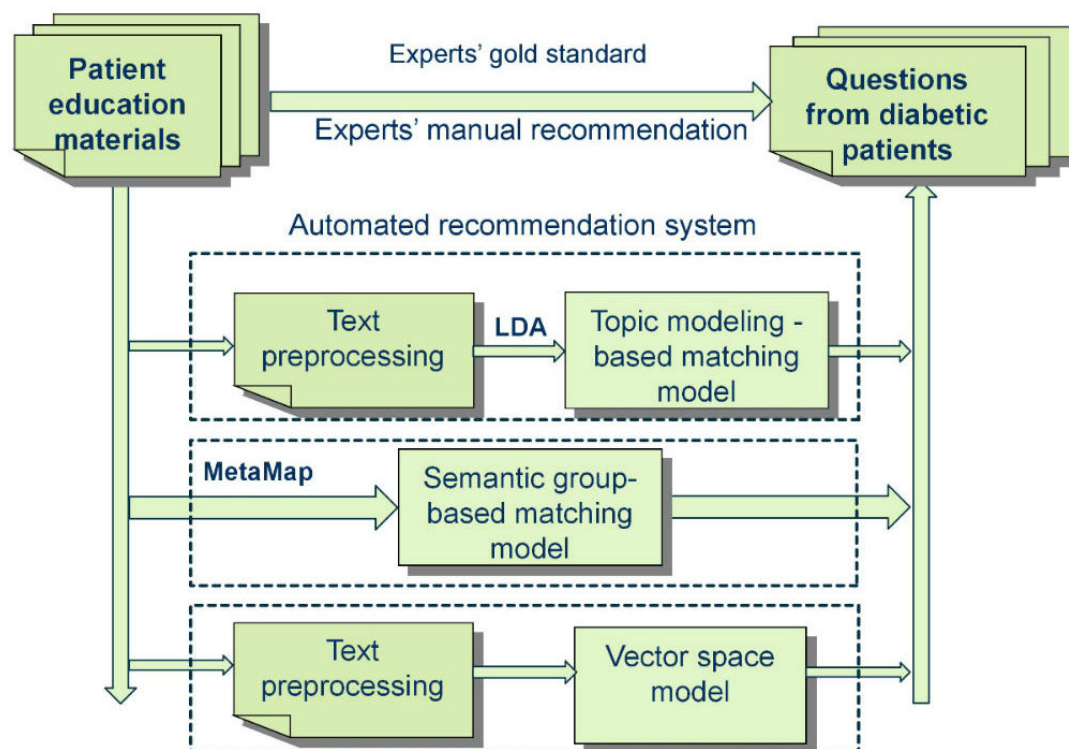 Patient
education
materials
Experts’ gold standard
Experts’ manual recommendation
Questions
from diabetic
patients
Automated recommendation system
Text
preprocessing
LDA
Topic modeling -
based matching
model
MetaMap
Semantic group-
based matching
model
Text
preprocessing
Vector space
model